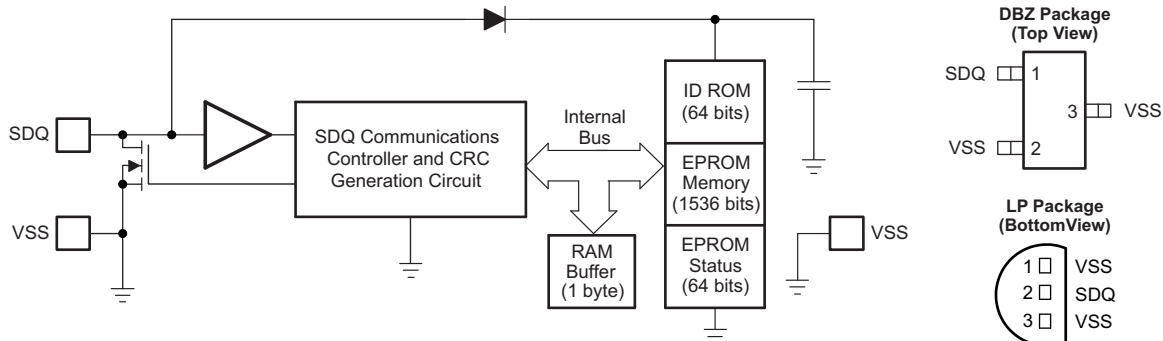 DBZ Package
(Top View)
SDQ
1
3
VSS
VSS
2
LP Package
(BottomView)
1
VSS
2
SDQ
3
VSS
SDQ
VSS
SDQ Communications
Controller and CRC
Generation Circuit
Internal
Bus
RAM
Buffer
(1 byte)
ID ROM
(64 bits)
EPROM
Memory
(1536 bits)
EPROM
Status
(64 bits)
VSS